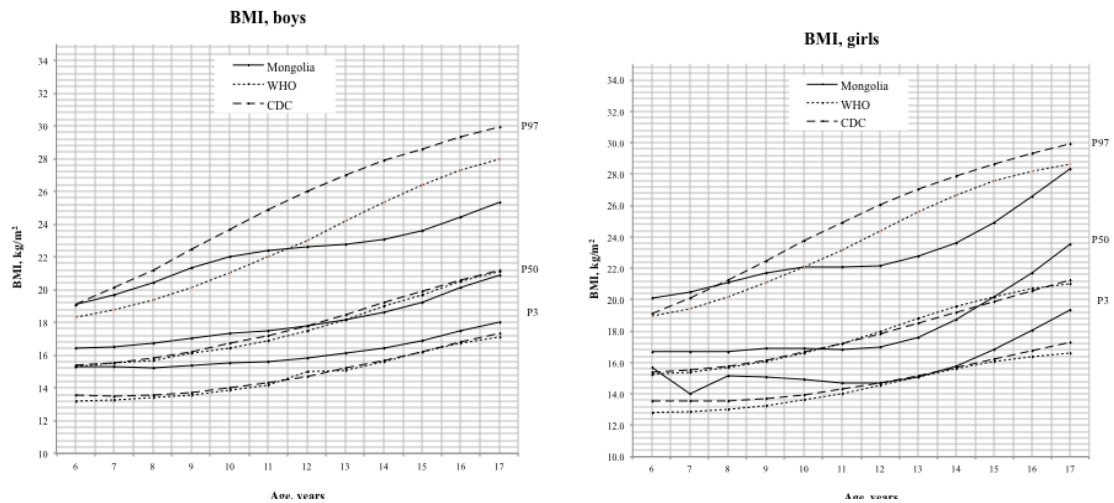 BMI, boys
34
32
30
28
26
24
22
20
18
16
14
12
10
BMI, kg/m²
Mongolia
WHO
CDC
P97
P50
P3
6 7 8 9 10 11 12 13 14 15 16 17
Age, years
BMI, girls
34.0
32.0
30.0
28.0
26.0
24.0
22.0
20.0
18.0
16.0
14.0
12.0
10.0
BMI, kg/m²
Mongolia
WHO
CDC
P97
P50
P3
6 7 8 9 10 11 12 13 14 15 16 17
Age, years